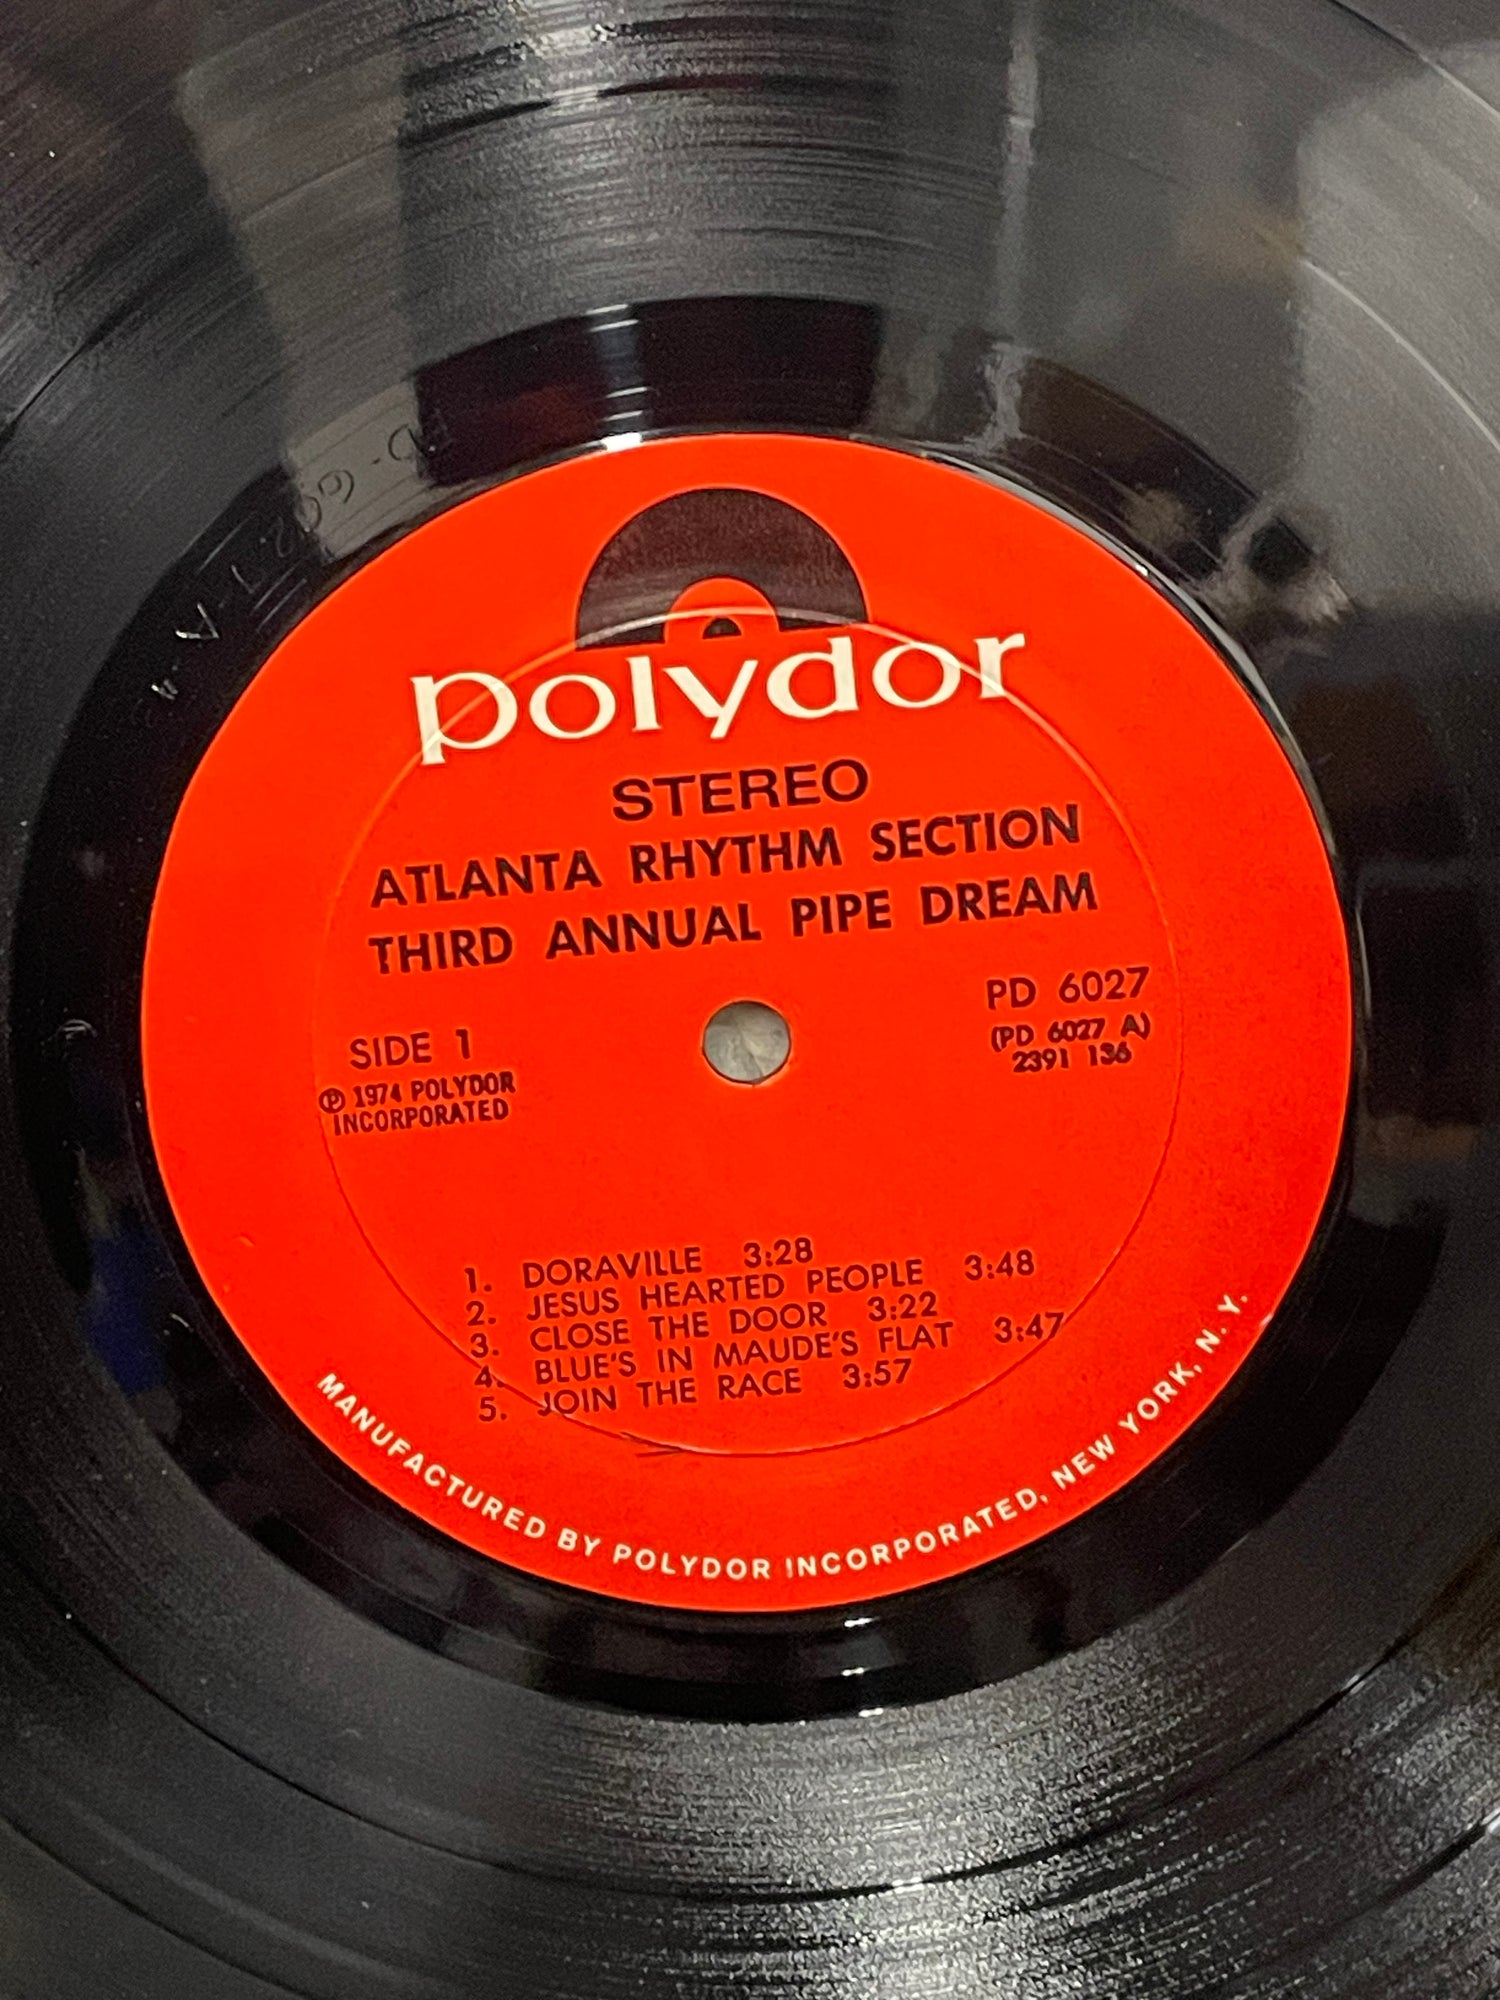 polydor
STEREO
ATLANTA RHYTHM SECTION
THIRD ANNUAL PIPE DREAM
PD 6027
(PD 6027 A)
2391 136
SIDE 1
℗ 1974 POLYDOR
INCORPORATED
1. DORAVILLE 3:28
2. JESUS HEARTED PEOPLE 3:48
3. CLOSE THE DOOR 3:22
4. BLUE'S IN MAUDE'S FLAT 3:47
5. JOIN THE RACE 3:57
MANUFACTURED BY POLYDOR INCORPORATED, NEW YORK, N. Y.